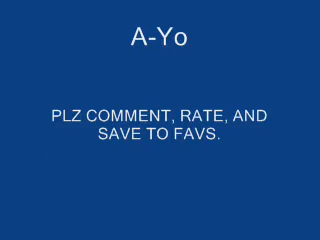 A-Yo
PLZ COMMENT, RATE, AND
SAVE TO FAVS.